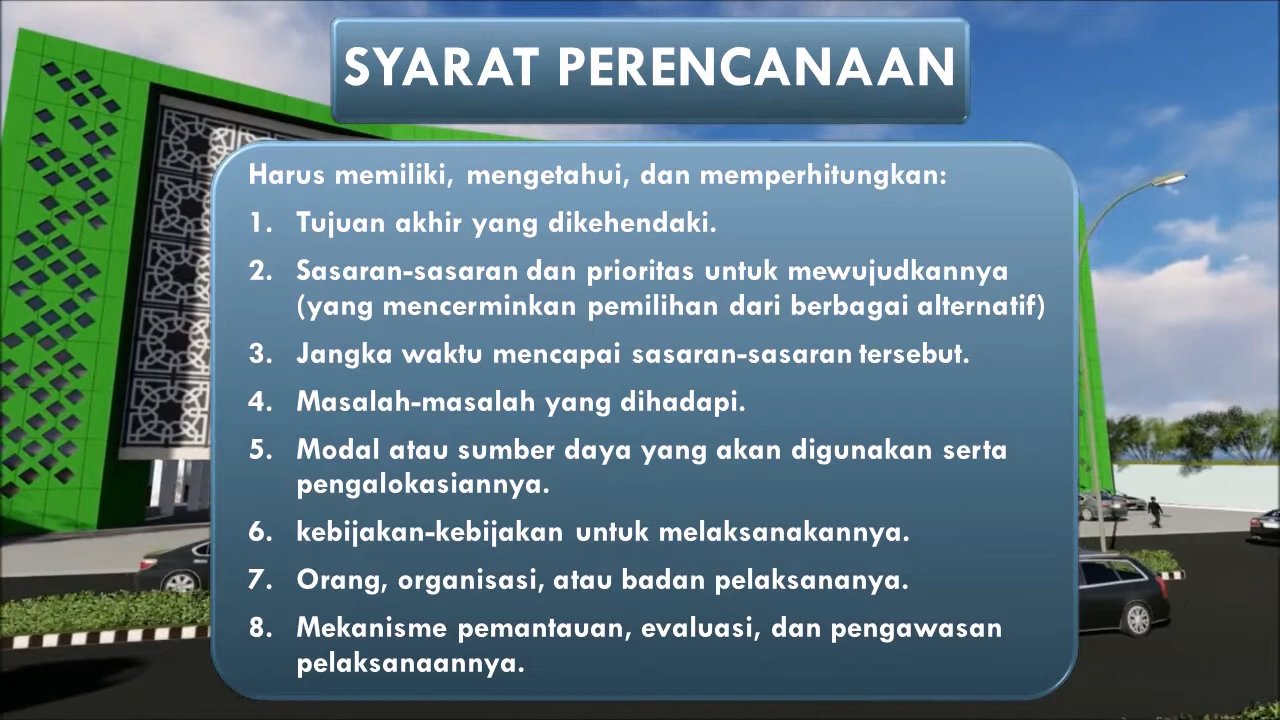 SYARAT PERENCANAAN
Harus memiliki, mengetahui, dan memperhitungkan:
1. Tujuan akhir yang dikehendaki.
2. Sasaran-sasaran dan prioritas untuk mewujudkannya
(yang mencerminkan pemilihan dari berbagai alternatif)
3. Jangka waktu mencapai sasaran-sasaran tersebut.
4. Masalah-masalah yang dihadapi.
5. Modal atau sumber daya yang akan digunakan serta
pengalokasiannya.
6. kebijakan-kebijakan untuk melaksanakannya.
7. Orang, organisasi, atau badan pelaksananya.
8. Mekanisme pemantauan, evaluasi, dan pengawasan
pelaksanaannya.